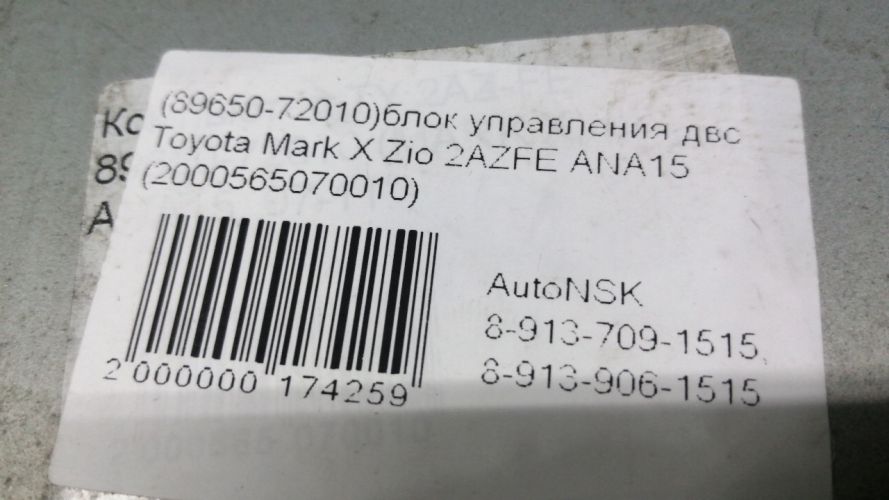 (89650-72010)блок управления двс
Toyota Mark X Zio 2AZFE ANA15
(2000565070010)
AutoNSK
8-913-709-1515,
8-913-906-1515
2 000000 174259